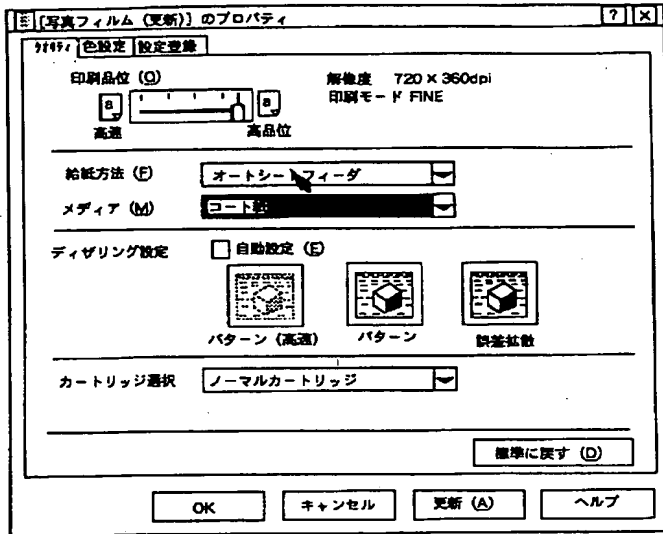 [写真フィルム (更新)] のプロパティ
? X
クオリティ 色設定 設定登録
印刷品位 (Q)
a a
高速 高品位
解像度 720×360dpi
印刷モード FINE
給紙方法 (F) オートシートフィーダ
メディア (M) コート紙
ディザリング設定 自動設定 (E)
パターン (高速) パターン 誤差拡散
カートリッジ選択 ノーマルカートリッジ
標準に戻す (D)
OK キャンセル 更新 (A) ヘルプ